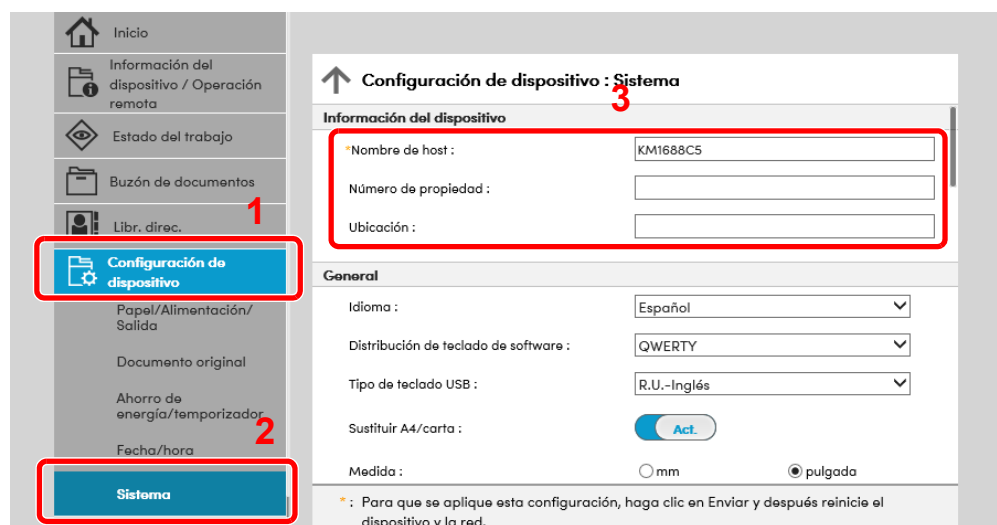 Inicio
Información del
dispositivo / Operación
remota
Estado del trabajo
Buzón de documentos
1
Libr. direc.
Configuración de
dispositivo
Papel/Alimentación/
Salida
Documento original
Ahorro de
energía/temporizador
2
Fecha/hora
Sistema
Configuración de dispositivo : Sistema
3
Información del dispositivo
*Nombre de host : KM1688C5
Número de propiedad :
Ubicación :
General
Idioma : Español
Distribución de teclado de software : QWERTY
Tipo de teclado USB : R.U.-Inglés
Sustituir A4/carta : Act.
Medida : mm pulgada
* : Para que se aplique esta configuración, haga clic en Enviar y después reinicie el
dispositivo y la red.